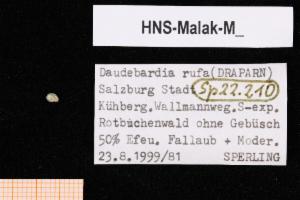 HNS-Malak-M_
Daudebardia rufa(DRAPARN)
Salzburg Stadt Sp22.210
Kühberg.Wallmannweg.S-exp.
Rotbuchenwald ohne Gebüsch
50% Efeu. Fallaub + Moder.
23.8.1999/81 SPERLING